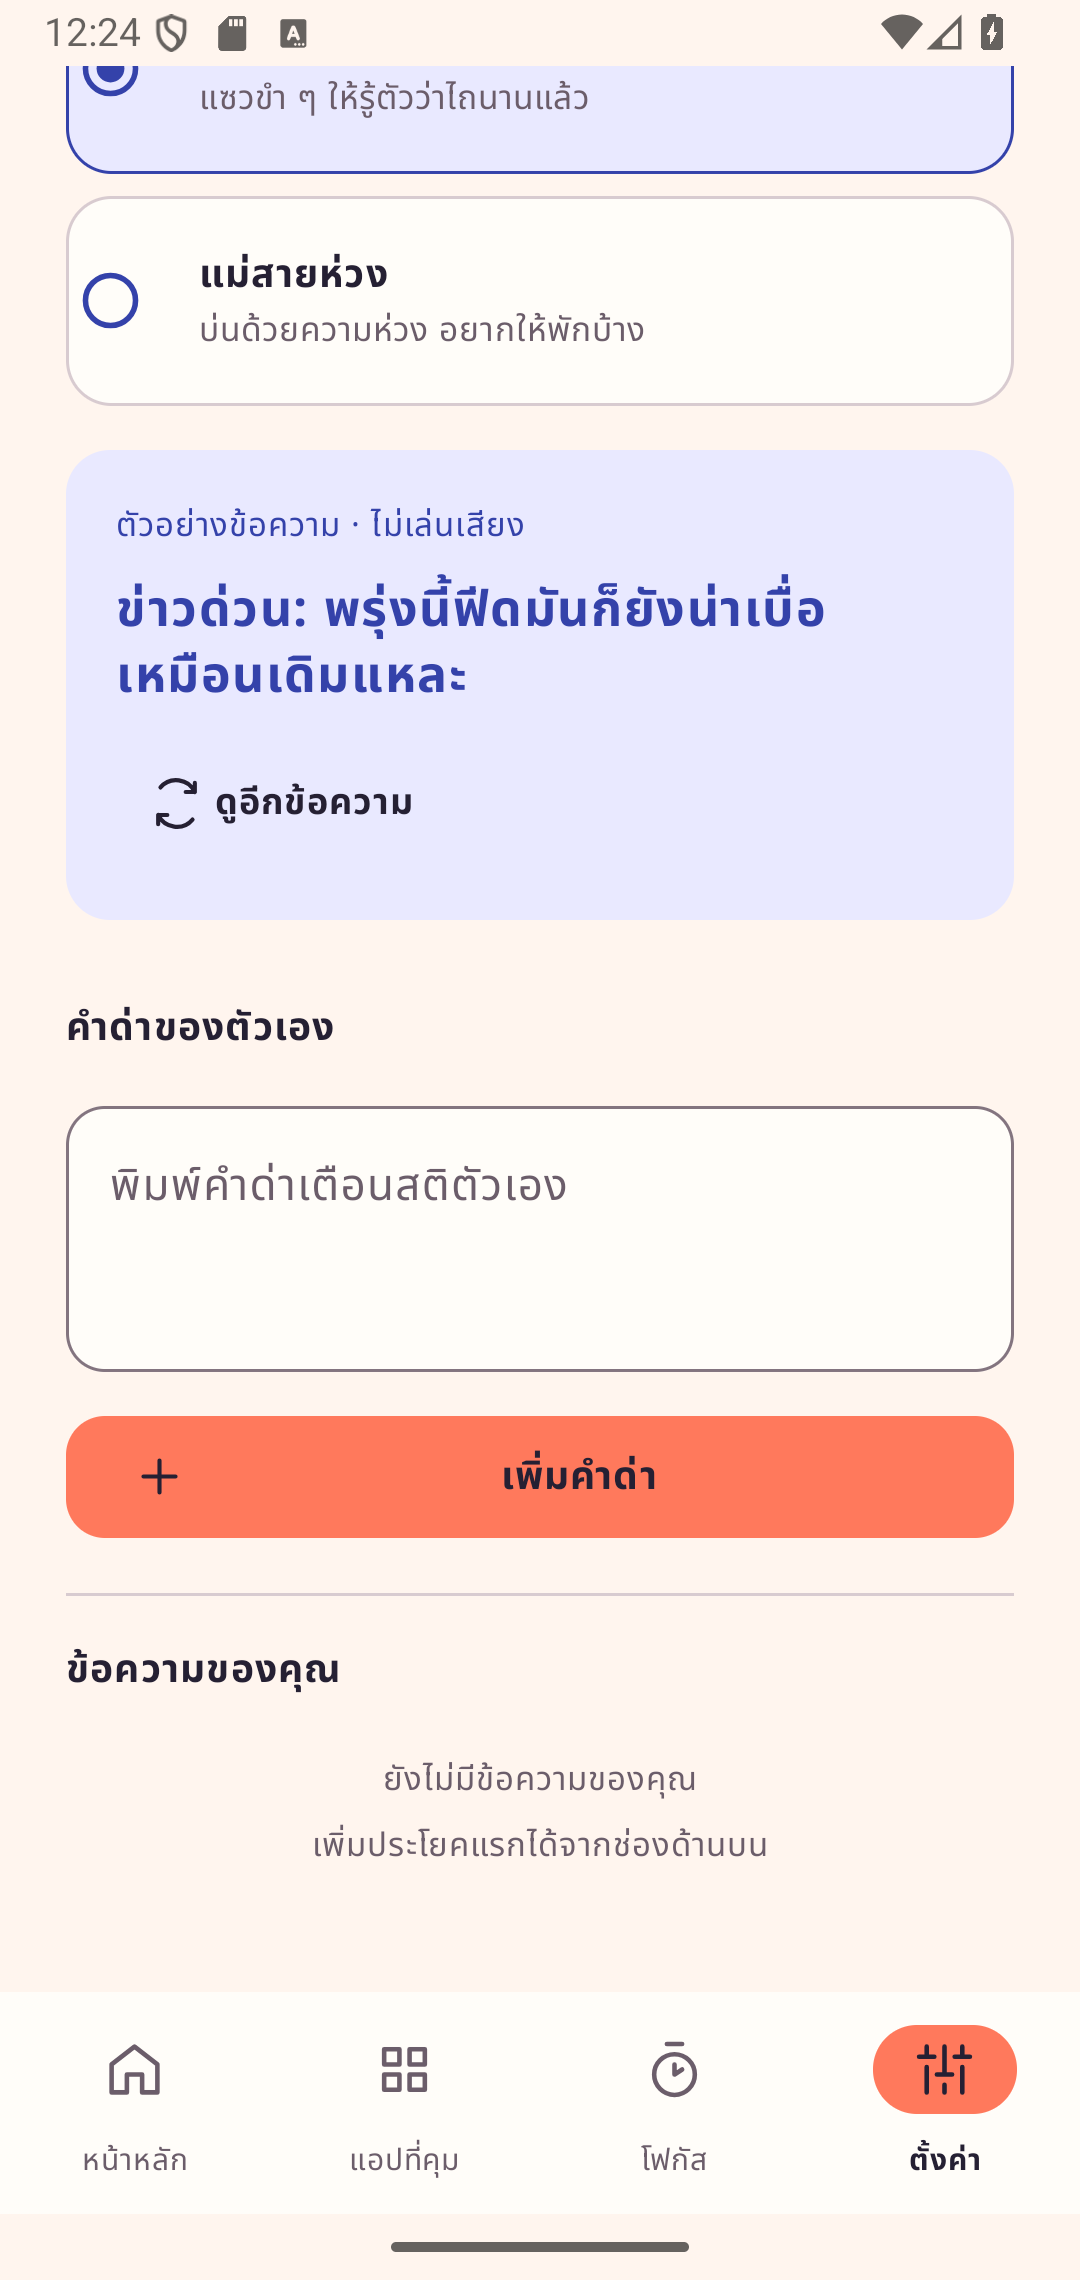 12:24
แซวขำ ๆ ให้รู้ตัวว่าไถนานแล้ว
แม่สายห่วง
บ่นด้วยความห่วง อยากให้พักบ้าง
ตัวอย่างข้อความ · ไม่เล่นเสียง
ข่าวด่วน: พรุ่งนี้ฟีดมันก็ยังน่าเบื่อ
เหมือนเดิมแหละ
ดูอีกข้อความ
คำด่าของตัวเอง
พิมพ์คำด่าเตือนสติตัวเอง
เพิ่มคำด่า
ข้อความของคุณ
ยังไม่มีข้อความของคุณ
เพิ่มประโยคแรกได้จากช่องด้านบน
หน้าหลัก
แอปที่คุม
โฟกัส
ตั้งค่า